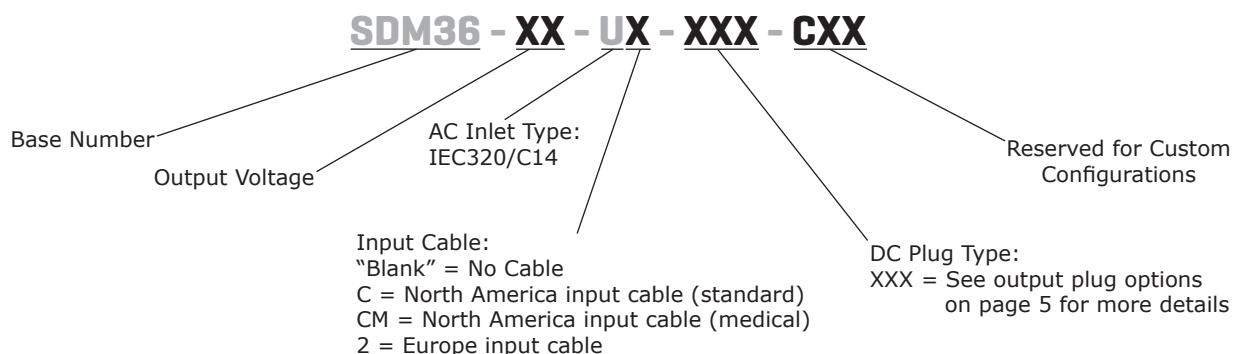 SDM36 - XX - UX - XXX - CXX
Base Number
Output Voltage
AC Inlet Type:
IEC320/C14
Input Cable:
“Blank” = No Cable
C = North America input cable (standard)
CM = North America input cable (medical)
2 = Europe input cable
DC Plug Type:
XXX = See output plug options
on page 5 for more details
Reserved for Custom
Configurations